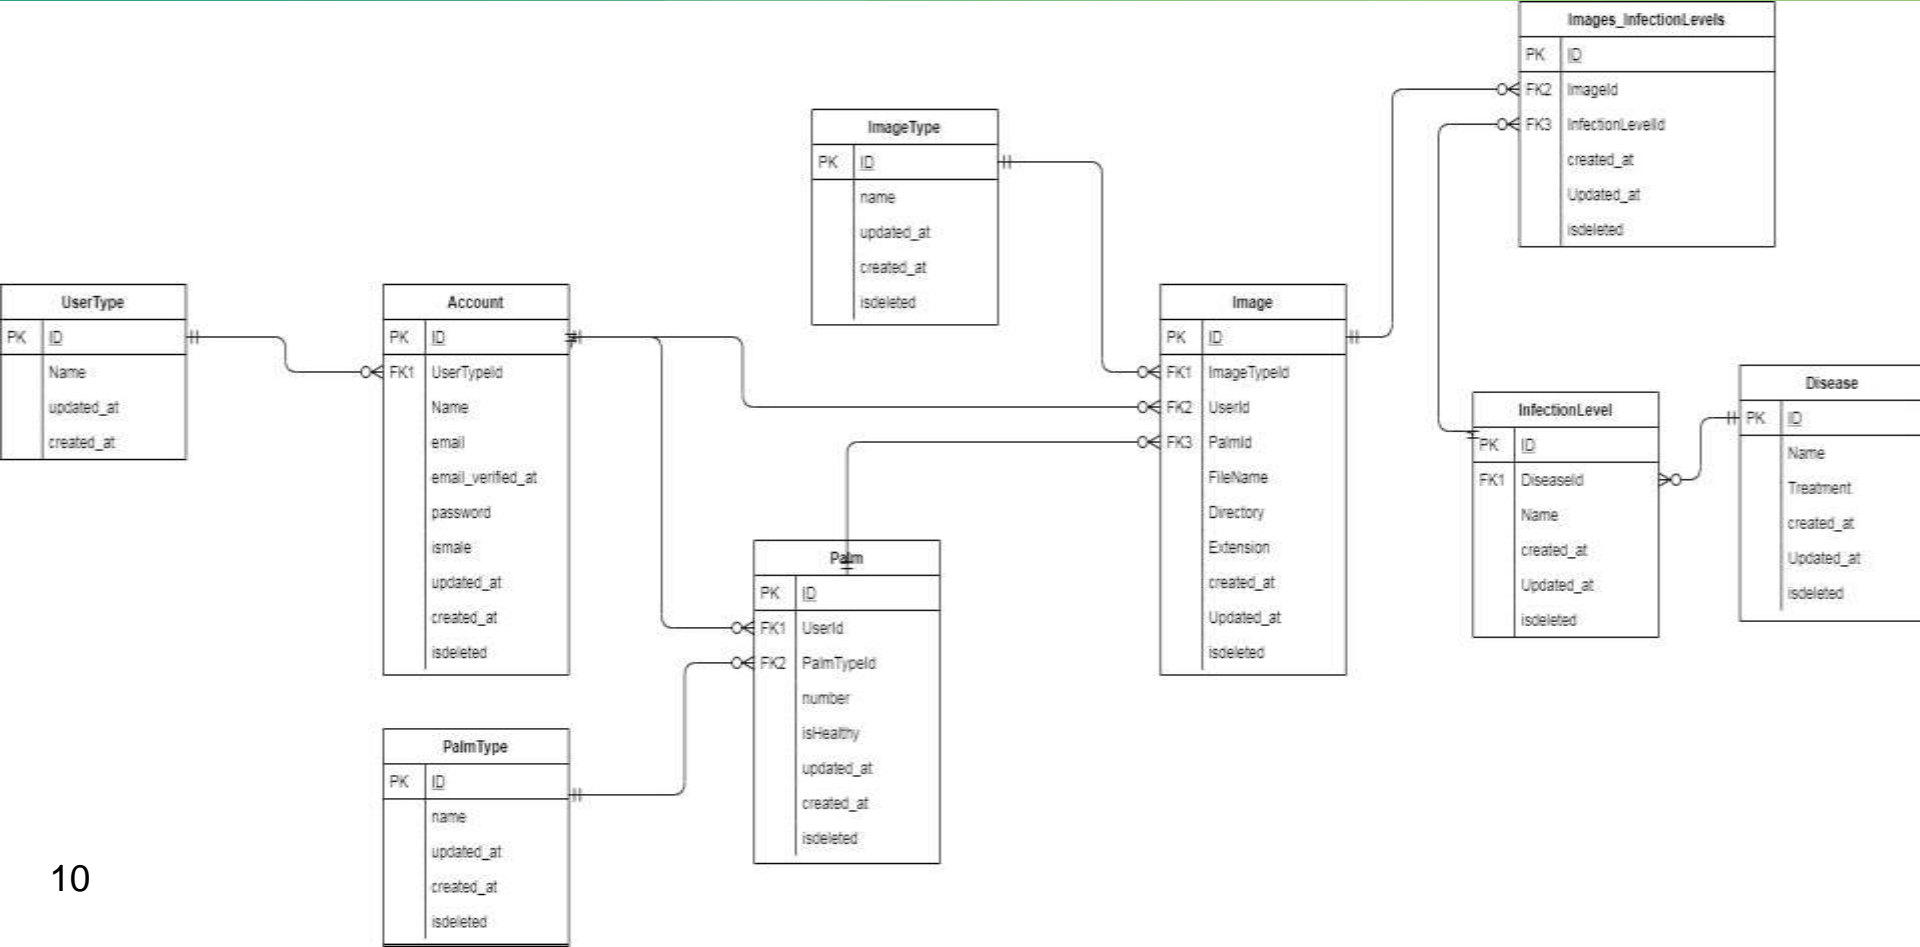 Images_InfectionLevels
PK ID
FK2 ImageId
FK3 InfectionLevelId
created_at
Updated_at
isdeleted
ImageType
PK ID
name
updated_at
created_at
isdeleted
UserType
PK ID
Name
updated_at
created_at
Account
PK ID
FK1 UserTypeId
Name
email
email_verified_at
password
ismale
updated_at
created_at
isdeleted
Image
PK ID
FK1 ImageTypeId
FK2 UserId
FK3 PalmId
FileName
Directory
Extension
created_at
Updated_at
isdeleted
InfectionLevel
PK ID
FK1 DiseaseId
Name
created_at
Updated_at
isdeleted
Disease
PK ID
Name
Treatment
created_at
Updated_at
isdeleted
Palm
PK ID
FK1 UserId
FK2 PalmTypeId
number
isHealthy
updated_at
created_at
isdeleted
PalmType
PK ID
name
updated_at
created_at
isdeleted
10